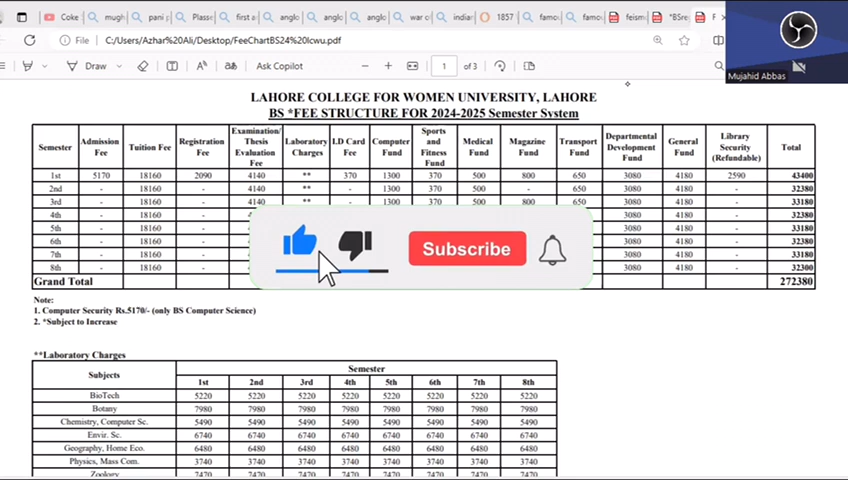 Coke
mugh
pani p
Plasse
first a
anglo
anglo
anglo
war c
indian
1857
famou
famou
feism
"BSre
F
File C:/Users/Azhar%20Ali/Desktop/FeeChartBS24%20lcwu.pdf
Draw
Ask Copilot
1 of 3
Mujahid Abbas
LAHORE COLLEGE FOR WOMEN UNIVERSITY, LAHORE
BS *FEE STRUCTURE FOR 2024-2025 Semester System
Semester Admission Fee Tuition Fee Registration Fee Examination/ Thesis Evaluation Fee Laboratory Charges I.D Card Fee Computer Fund Sports and Fitness Fund Medical Fund Magazine Fund Transport Fund Departmental Development Fund General Fund Library Security (Refundable) Total
1st 5170 18160 2090 4140 ** 370 1300 370 500 800 650 3080 4180 2590 43400
2nd - 18160 - 4140 ** - 1300 370 500 - 650 3080 4180 - 32380
3rd - 18160 - 4140 ** - 1300 370 500 800 650 3080 4180 - 33180
4th - 18160 - 3080 4180 - 32380
5th - 18160 - 3080 4180 - 33180
6th - 18160 - 3080 4180 - 32380
7th - 18160 - 3080 4180 - 33180
8th - 18160 - 3080 4180 - 32300
Grand Total 272380
Subscribe
Note:
1. Computer Security Rs.5170/- (only BS Computer Science)
2. *Subject to Increase
**Laboratory Charges
Subjects Semester
1st 2nd 3rd 4th 5th 6th 7th 8th
BioTech 5220 5220 5220 5220 5220 5220 5220 5220
Botany 7980 7980 7980 7980 7980 7980 7980 7980
Chemistry, Computer Sc. 5490 5490 5490 5490 5490 5490 5490 5490
Envir. Sc. 6740 6740 6740 6740 6740 6740 6740 6740
Geography, Home Eco. 6480 6480 6480 6480 6480 6480 6480 6480
Physics, Mass Com. 3740 3740 3740 3740 3740 3740 3740 3740
Zoology 7470 7470 7470 7470 7470 7470 7470 7470